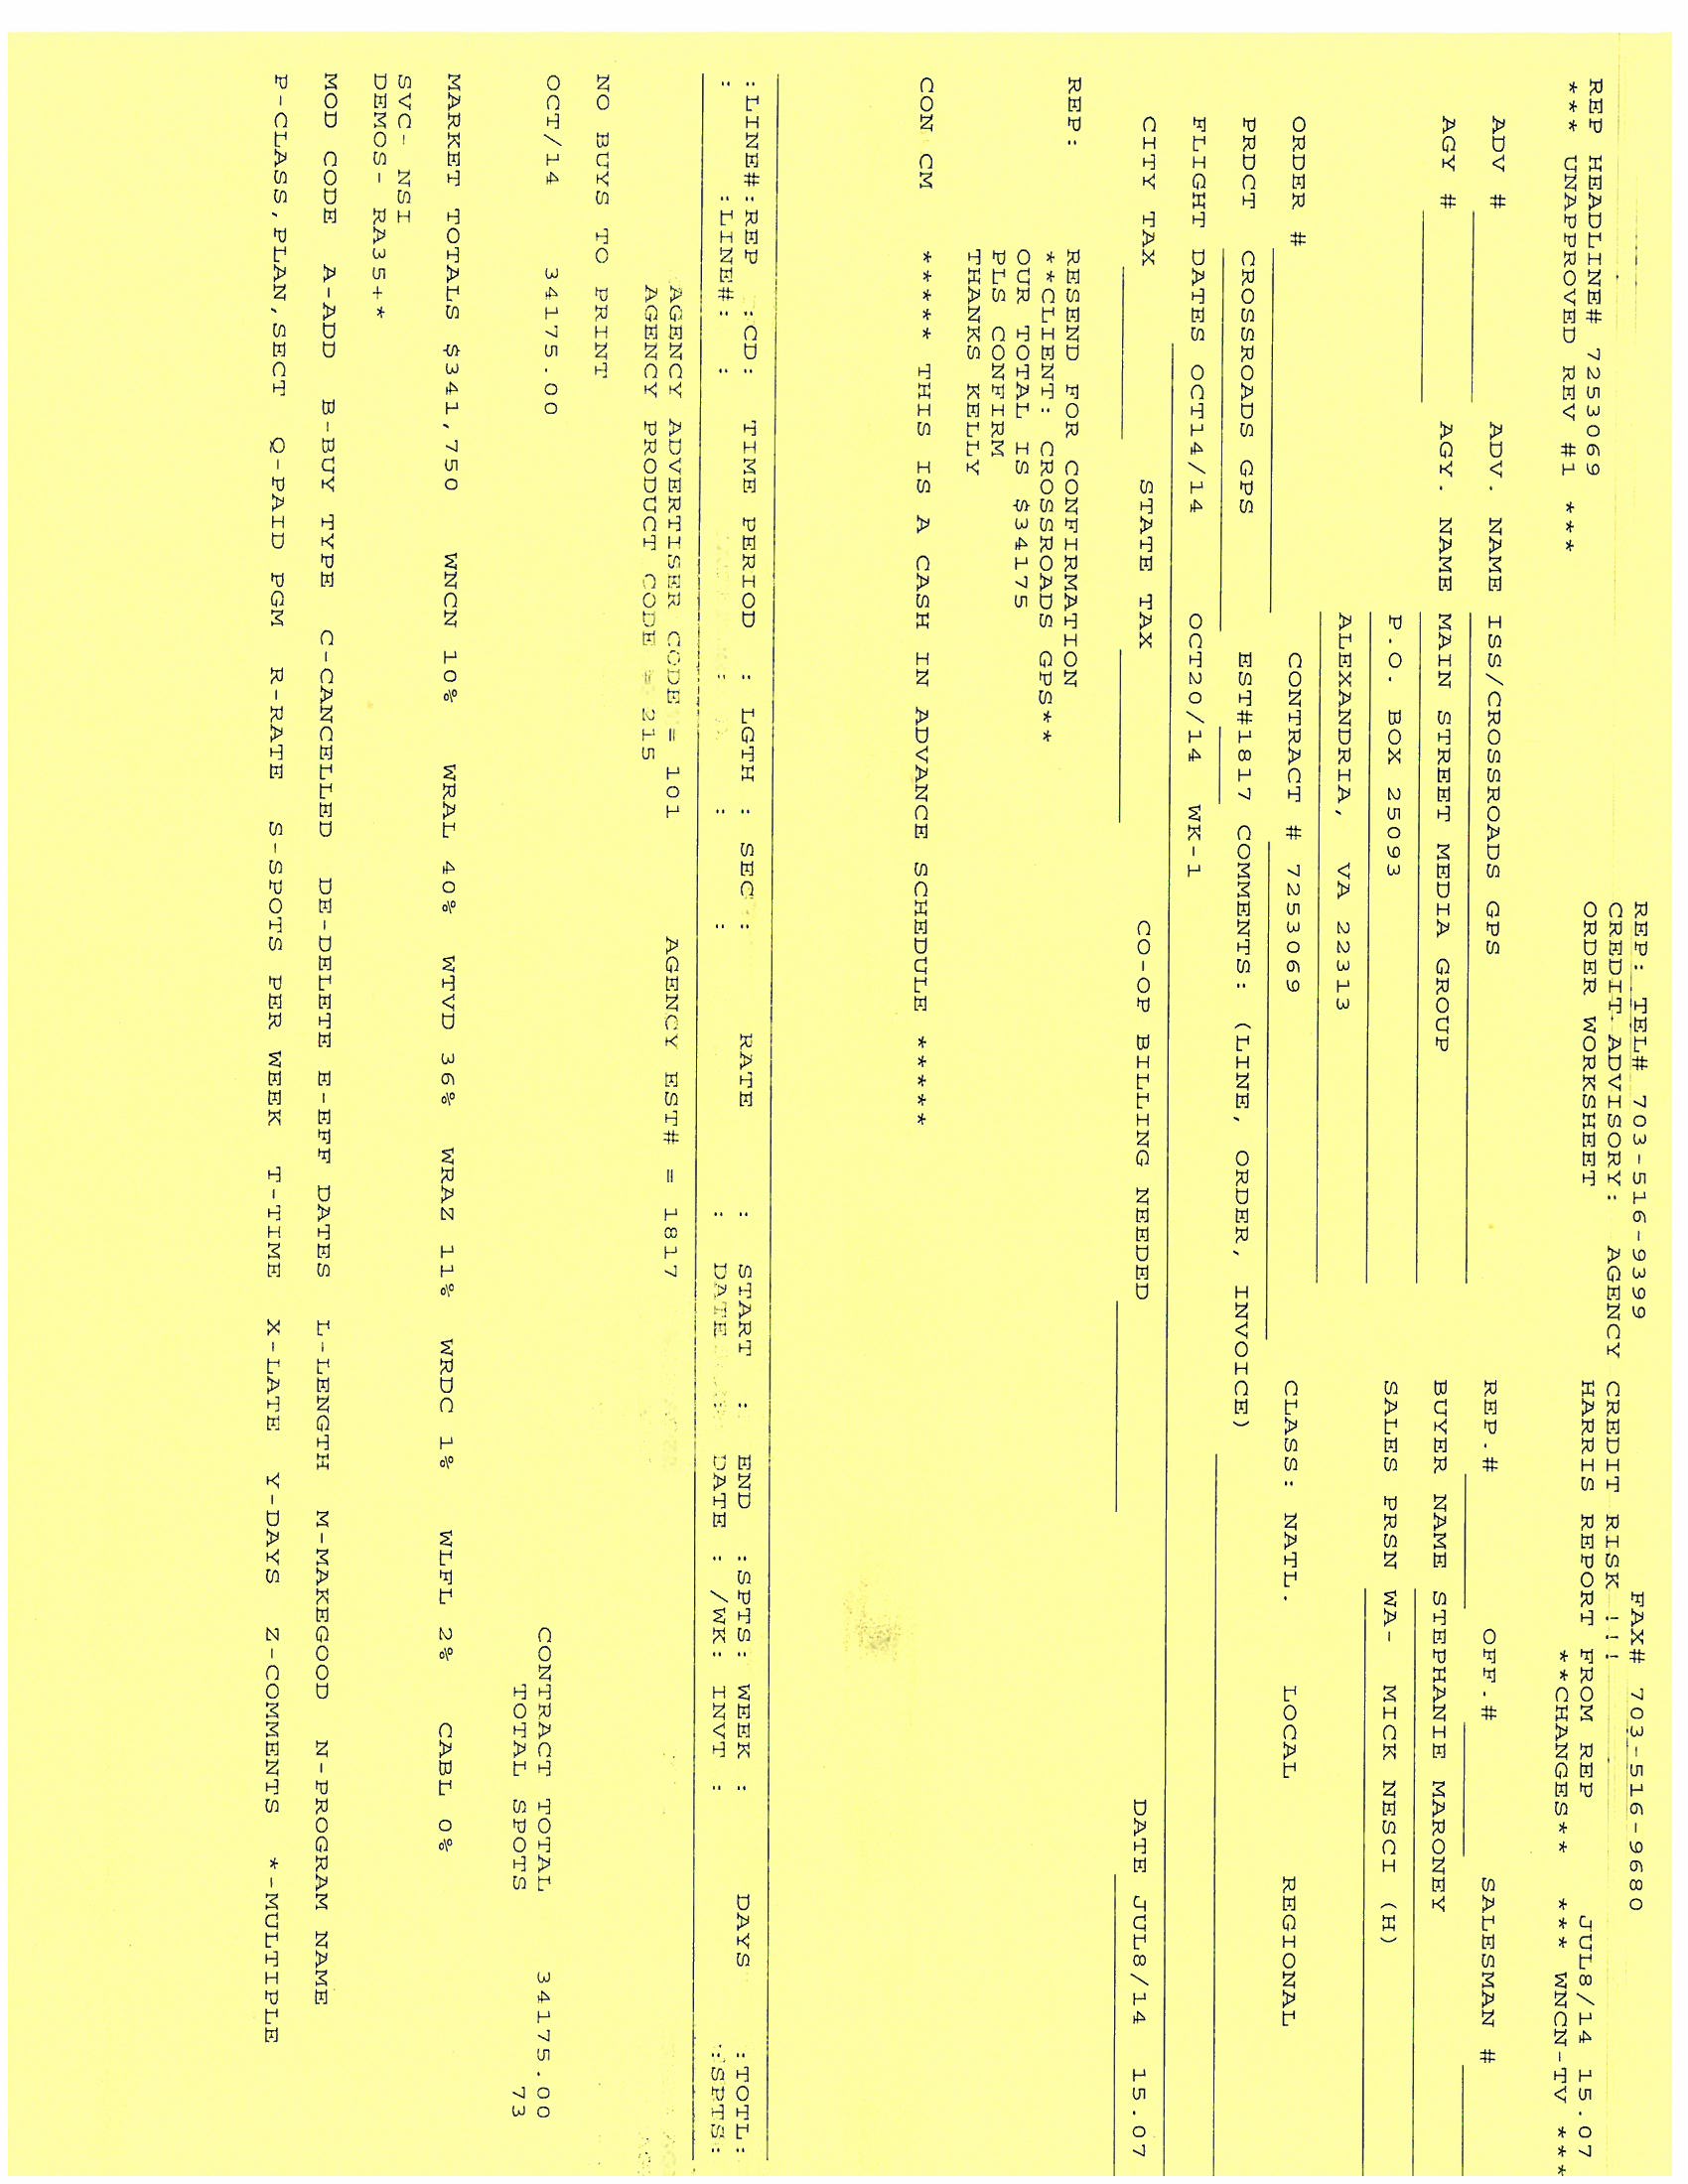 REP: TEL# 703-516-9399 FAX# 703-516-9680
CREDIT ADVISORY: AGENCY CREDIT RISK !!!
REP HEADLINE# 7253069 ORDER WORKSHEET HARRIS REPORT FROM REP JUL8/14 15.07
*** UNAPPROVED REV #1 *** **CHANGES** *** WNCN-TV ***
ADV # ADV. NAME ISS/CROSSROADS GPS REP.# OFF.# SALESMAN #
AGY # AGY. NAME MAIN STREET MEDIA GROUP BUYER NAME STEPHANIE MARONEY
P.O. BOX 25093 SALES PRSN WA- MICK NESCI (H)
ALEXANDRIA, VA 22313
ORDER # CONTRACT # 7253069 CLASS: NATL. LOCAL REGIONAL
PRDCT CROSSROADS GPS EST#1817 COMMENTS: (LINE, ORDER, INVOICE)
FLIGHT DATES OCT14/14 OCT20/14 WK-1
CITY TAX STATE TAX CO-OP BILLING NEEDED DATE JUL8/14 15.07
REP: RESEND FOR CONFIRMATION
**CLIENT: CROSSROADS GPS**
OUR TOTAL IS $34175
PLS CONFIRM
THANKS KELLY
CON CM ***** THIS IS A CASH IN ADVANCE SCHEDULE *****
:LINE#:REP :CD: TIME PERIOD : LGTH : SEC : RATE : START : END :SPTS: WEEK : DAYS :TOTL:
: :LINE#: : : : : : DATE : DATE : /WK: INVT : :SPTS:
AGENCY ADVERTISER CODE = 101 AGENCY EST# = 1817
AGENCY PRODUCT CODE = 215
NO BUYS TO PRINT
OCT/14 34175.00 CONTRACT TOTAL 34175.00
TOTAL SPOTS 73
MARKET TOTALS $341,750 WNCN 10% WRAL 40% WTVD 36% WRAZ 11% WRDC 1% WLFL 2% CABL 0%
SVC- NSI
DEMOS- RA35+*
MOD CODE A-ADD B-BUY TYPE C-CANCELLED DE-DELETE E-EFF DATES L-LENGTH M-MAKEGOOD N-PROGRAM NAME
P-CLASS,PLAN,SECT Q-PAID PGM R-RATE S-SPOTS PER WEEK T-TIME X-LATE Y-DAYS Z-COMMENTS *-MULTIPLE